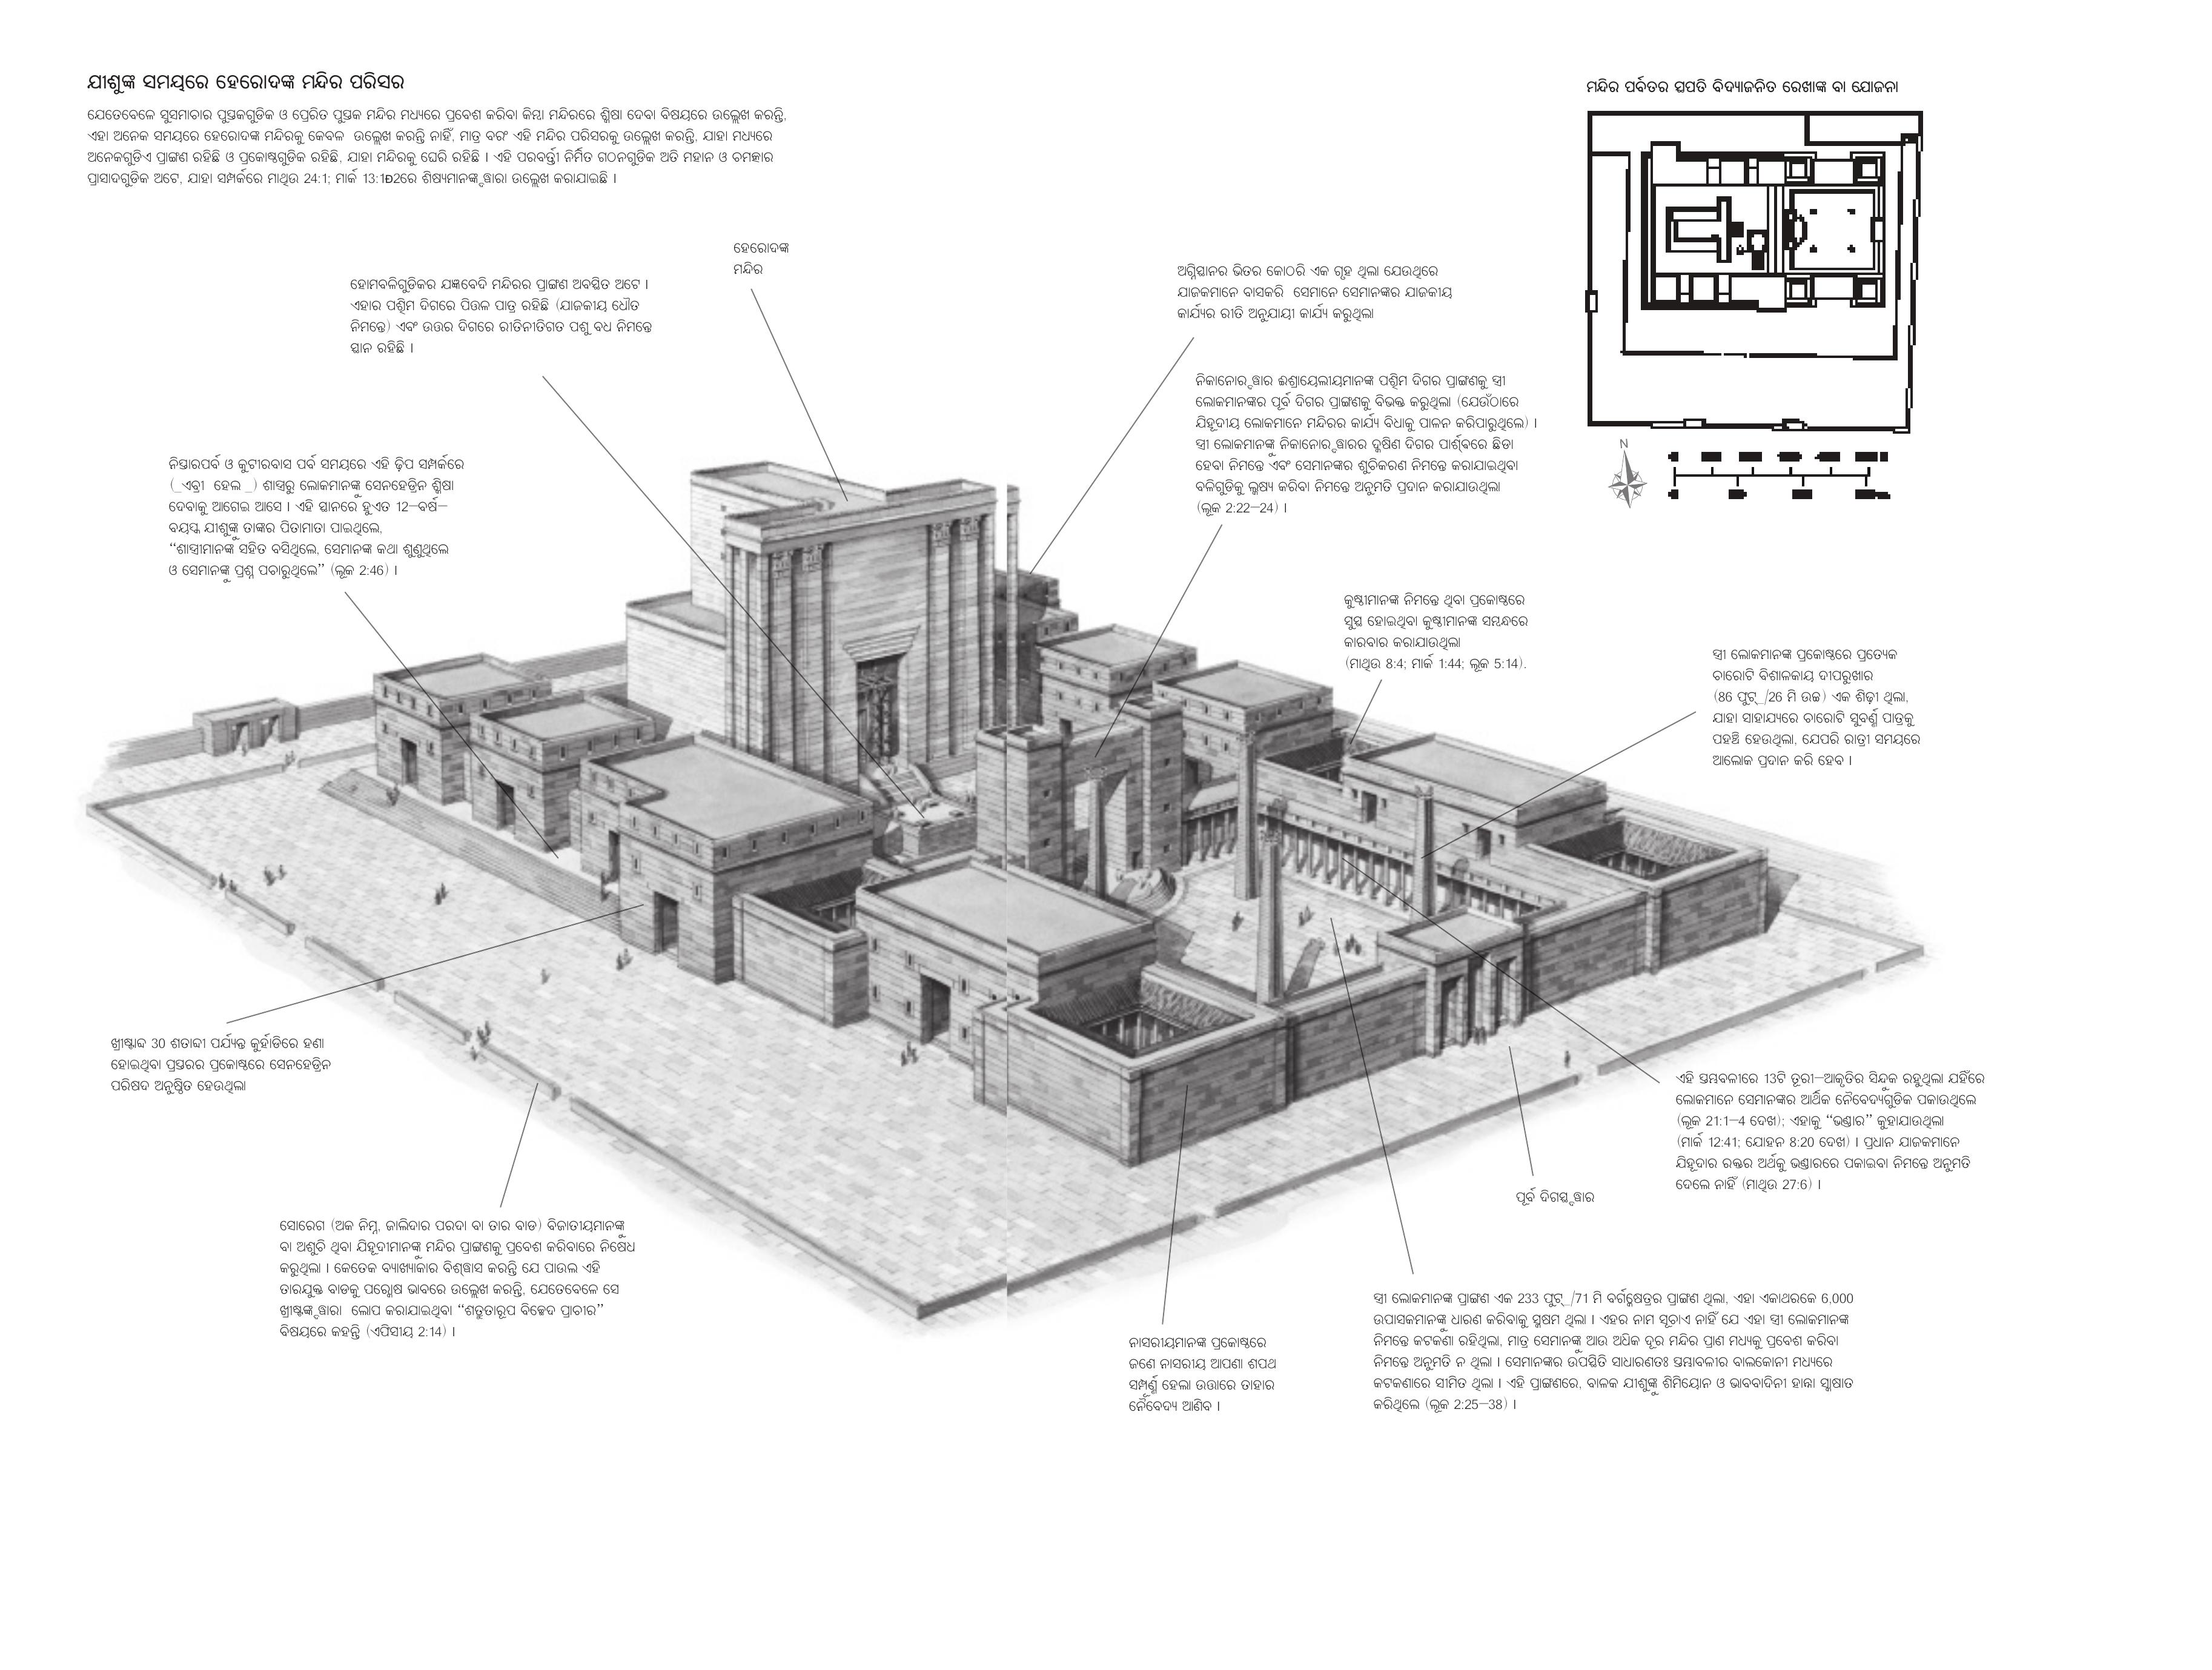 ଯୀଶୁଙ୍କ ସମୟରେ ହେରୋଦଙ୍କ ମନ୍ଦିର ପରିସର
ଯେତେବେଳେ ସୁସମାଚାର ପୁସ୍ତକଗୁଡିକ ଓ ପ୍ରେରିତ ପୁସ୍ତକ ମନ୍ଦିର ମଧ୍ୟରେ ପ୍ରବେଶ କରିବା କିମ୍ବା ମନ୍ଦିରରେ ଶିକ୍ଷା ଦେବା ବିଷୟରେ ଉଲ୍ଲେଖ କରନ୍ତି,
ଏହା ଅନେକ ସମୟରେ ହେରୋଦଙ୍କ ମନ୍ଦିରକୁ କେବଳ ଉଲ୍ଲେଖ କରନ୍ତି ନାହିଁ, ମାତ୍ର ବରଂ ଏହି ମନ୍ଦିର ପରିସରକୁ ଉଲ୍ଲେଖ କରନ୍ତି, ଯାହା ମଧ୍ୟରେ
ଅନେକଗୁଡିଏ ପ୍ରାଙ୍ଗଣ ରହିଛି ଓ ପ୍ରକୋଷ୍ଠଗୁଡିକ ରହିଛି, ଯାହା ମନ୍ଦିରକୁ ଘେରି ରହିଛି । ଏହି ପରବର୍ତ୍ତୀ ନିର୍ମିତ ଗଠନଗୁଡିକ ଅତି ମହାନ ଓ ଚମତ୍କାର
ପ୍ରାସାଦଗୁଡିକ ଅଟେ, ଯାହା ସମ୍ପର୍କରେ ମାଥିଉ 24:1; ମାର୍କ 13:1Ð2ରେ ଶିଷ୍ୟମାନଙ୍କ ଦ୍ୱାରା ଉଲ୍ଲେଖ କରାଯାଇଛି ।
ମନ୍ଦିର ପର୍ବତର ସ୍ଥପତି ବିଦ୍ୟାଜନିତ ରେଖାଙ୍କ ବା ଯୋଜନା
N
ହେରୋଦଙ୍କ
ମନ୍ଦିର
ହୋମବଳିଗୁଡିକର ଯଜ୍ଞବେଦି ମନ୍ଦିରର ପ୍ରାଙ୍ଗଣ ଅବସ୍ଥିତ ଅଟେ ।
ଏହାର ପଶ୍ଚିମ ଦିଗରେ ପିତ୍ତଳ ପାତ୍ର ରହିଛି (ଯାଜକୀୟ ଧୌତ
ନିମନ୍ତେ) ଏବଂ ଉତ୍ତର ଦିଗରେ ରୀତିନୀତିଗତ ପଶୁ ବଧ ନିମନ୍ତେ
ସ୍ଥାନ ରହିଛି ।
ଅଗ୍ନିସ୍ଥାନର ଭିତର କୋଠରି ଏକ ଗୃହ ଥିଲା ଯେଉଥିରେ
ଯାଜକମାନେ ବାସକରି ସେମାନେ ସେମାନଙ୍କର ଯାଜକୀୟ
କାର୍ଯ୍ୟର ରୀତି ଅନୁଯାୟୀ କାର୍ଯ୍ୟ କରୁଥିଲା
ନିକାନୋର୍ ଦ୍ୱାର ଈଶ୍ରାୟେଲୀୟମାନଙ୍କ ପଶ୍ଚିମ ଦିଗର ପ୍ରାଙ୍ଗଣକୁ ସ୍ତ୍ରୀ
ଲୋକମାନଙ୍କର ପୂର୍ବ ଦିଗର ପ୍ରାଙ୍ଗଣକୁ ବିଭକ୍ତ କରୁଥିଲା (ଯେଉଁଠାରେ
ଯିହୂଦୀୟ ଲୋକମାନେ ମନ୍ଦିରର କାର୍ଯ୍ୟ ବିଧାକୁ ପାଳନ କରିପାରୁଥିଲେ) ।
ସ୍ତ୍ରୀ ଲୋକମାନଙ୍କୁ ନିକାନୋର୍ ଦ୍ୱାରର ଦକ୍ଷିଣ ଦିଗର ପାର୍ଶ୍ଵରେ ଛିଡା
ହେବା ନିମନ୍ତେ ଏବଂ ସେମାନଙ୍କର ଶୁଚିକରଣ ନିମନ୍ତେ କରାଯାଇଥିବା
ବଳିଗୁଡିକୁ ଲକ୍ଷ୍ୟ କରିବା ନିମନ୍ତେ ଅନୁମତି ପ୍ରଦାନ କରାଯାଉଥିଲା
(ଲୂକ 2:22–24) ।
ନିସ୍ତାରପର୍ବ ଓ କୁଟୀରବାସ ପର୍ବ ସମୟରେ ଏହି ଢ଼ିପ ସମ୍ପର୍କରେ
(_ଏବ୍ରୀ ହେଲ _) ଶାସ୍ତ୍ରରୁ ଲୋକମାନଙ୍କୁ ସେନହେଡ୍ରିନ ଶିକ୍ଷା
ଦେବାକୁ ଆଗେଇ ଆସେ । ଏହି ସ୍ଥାନରେ ହୁଏତ 12–ବର୍ଷ–
ବୟସ୍କ ଯୀଶୁଙ୍କୁ ତାଙ୍କର ପିତାମାତା ପାଇଥିଲେ,
“ଶାସ୍ତ୍ରୀମାନଙ୍କ ସହିତ ବସିଥିଲେ, ସେମାନଙ୍କ କଥା ଶୁଣୁଥିଲେ
ଓ ସେମାନଙ୍କୁ ପ୍ରଶ୍ନ ପଚାରୁଥିଲେ” (ଲୂକ 2:46) ।
କୁଷ୍ଠୀମାନଙ୍କ ନିମନ୍ତେ ଥିବା ପ୍ରକୋଷ୍ଠରେ
ସୁସ୍ଥ ହୋଇଥିବା କୁଷ୍ଠୀମାନଙ୍କ ସମ୍ବନ୍ଧରେ
କାରବାର କରାଯାଉଥିଲା
(ମାଥିଉ 8:4; ମାର୍କ 1:44; ଲୂକ 5:14).
ସ୍ତ୍ରୀ ଲୋକମାନଙ୍କ ପ୍ରକୋଷ୍ଠରେ ପ୍ରତ୍ୟେକ
ଚାରୋଟି ବିଶାଳକାୟ ଦୀପରୁଖାର
(86 ଫୁଟ୍_/26 ମି ଉଚ୍ଚ) ଏକ ଶିଢ଼ୀ ଥିଲା,
ଯାହା ସାହାଯ୍ୟରେ ଚାରୋଟି ସୁବର୍ଣ୍ଣ ପାତ୍ରକୁ
ପହଞ୍ଚି ହେଉଥିଲା, ଯେପରି ରାତ୍ରୀ ସମୟରେ
ଆଲୋକ ପ୍ରଦାନ କରି ହେବ ।
ଖ୍ରୀଷ୍ଟାବ୍ଦ 30 ଶତାବ୍ଦୀ ପର୍ଯ୍ୟନ୍ତ କୁର୍ହାଡିରେ ହଣା
ହୋଇଥିବା ପ୍ରସ୍ତରର ପ୍ରକୋଷ୍ଠରେ ସେନହେଡ୍ରିନ
ପରିଷଦ ଅନୁଷ୍ଠିତ ହେଉଥିଲା
ଏହି ସ୍ତମ୍ଭବଳୀରେ 13ଟି ତୂରୀ–ଆକୃତିର ସିନ୍ଦୁକ ରହୁଥିଲା ଯହିଁରେ
ଲୋକମାନେ ସେମାନଙ୍କର ଆର୍ଥିକ ନୈବେଦ୍ୟଗୁଡିକ ପକାଉଥିଲେ
(ଲୂକ 21:1–4 ଦେଖ); ଏହାକୁ “ଭଣ୍ଡାର” କୁହାଯାଉଥିଲା
(ମାର୍କ 12:41; ଯୋହନ 8:20 ଦେଖ) । ପ୍ରଧାନ ଯାଜକମାନେ
ଯିହୂଦାର ରକ୍ତର ଅର୍ଥକୁ ଭଣ୍ଡାରରେ ପକାଇବା ନିମନ୍ତେ ଅନୁମତି
ଦେଲେ ନାହିଁ (ମାଥିଉ 27:6) ।
ପୂର୍ବ ଦିଗସ୍ଥ ଦ୍ୱାର
ସୋରେଗ (ଅକ ନିମ୍ନ, ଜାଲିଦାର ପରଦା ବା ତାର ବାଡ) ବିଜାତୀୟମାନଙ୍କୁ
ବା ଅଶୁଚି ଥିବା ଯିହୂଦୀମାନଙ୍କୁ ମନ୍ଦିର ପ୍ରାଙ୍ଗଣକୁ ପ୍ରବେଶ କରିବାରେ ନିଷେଧ
କରୁଥିଲା । କେତେକ ବ୍ୟାଖ୍ୟାକାର ବିଶ୍ୱାସ କରନ୍ତି ଯେ ପାଉଲ ଏହି
ତାରଯୁକ୍ତ ବାଡକୁ ପରୋକ୍ଷ ଭାବରେ ଉଲ୍ଲେଖ କରନ୍ତି, ଯେତେବେଳେ ସେ
ଖ୍ରୀଷ୍ଟଙ୍କ ଦ୍ୱାରା ଲୋପ କରାଯାଇଥିବା “ଶତ୍ରୁତାରୂପ ବିଚ୍ଛେଦ ପ୍ରାଚୀର”
ବିଷୟରେ କହନ୍ତି (ଏଫିସୀୟ 2:14) ।
ନାସରୀୟମାନଙ୍କ ପ୍ରକୋଷ୍ଠରେ
ଜଣେ ନାସରୀୟ ଆପଣା ଶପଥ
ସମ୍ପୂର୍ଣ୍ଣ ହେଲା ଉତ୍ତାରେ ତାହାର
ନୈବେଦ୍ୟ ଆଣିବ ।
ସ୍ତ୍ରୀ ଲୋକମାନଙ୍କ ପ୍ରାଙ୍ଗଣ ଏକ 233 ଫୁଟ୍_/71 ମି ବର୍ଗକ୍ଷେତ୍ରର ପ୍ରାଙ୍ଗଣ ଥିଲା, ଏହା ଏକାଥରକେ 6,000
ଉପାସକମାନଙ୍କୁ ଧାରଣ କରିବାକୁ ସକ୍ଷମ ଥିଲା । ଏହର ନାମ ସୂଚାଏ ନାହିଁ ଯେ ଏହା ସ୍ତ୍ରୀ ଲୋକମାନଙ୍କ
ନିମନ୍ତେ କଟକଣା ରହିଥିଲା, ମାତ୍ର ସେମାନଙ୍କୁ ଆଉ ଅଧିକ ଦୂର ମନ୍ଦିର ପ୍ରାଣ ମଧ୍ୟକୁ ପ୍ରବେଶ କରିବା
ନିମନ୍ତେ ଅନୁମତି ନ ଥିଲା । ସେମାନଙ୍କର ଉପସ୍ଥିତି ସାଧାରଣତଃ ସ୍ତମ୍ଭାବଳୀର ବାଲକୋନୀ ମଧ୍ୟରେ
କଟକଣାରେ ସୀମିତ ଥିଲା । ଏହି ପ୍ରାଙ୍ଗଣରେ, ବାଳକ ଯୀଶୁଙ୍କୁ ଶିମିୟୋନ ଓ ଭାବବାଦିନୀ ହାନ୍ନା ସାକ୍ଷାତ
କରିଥିଲେ (ଲୂକ 2:25–38) ।